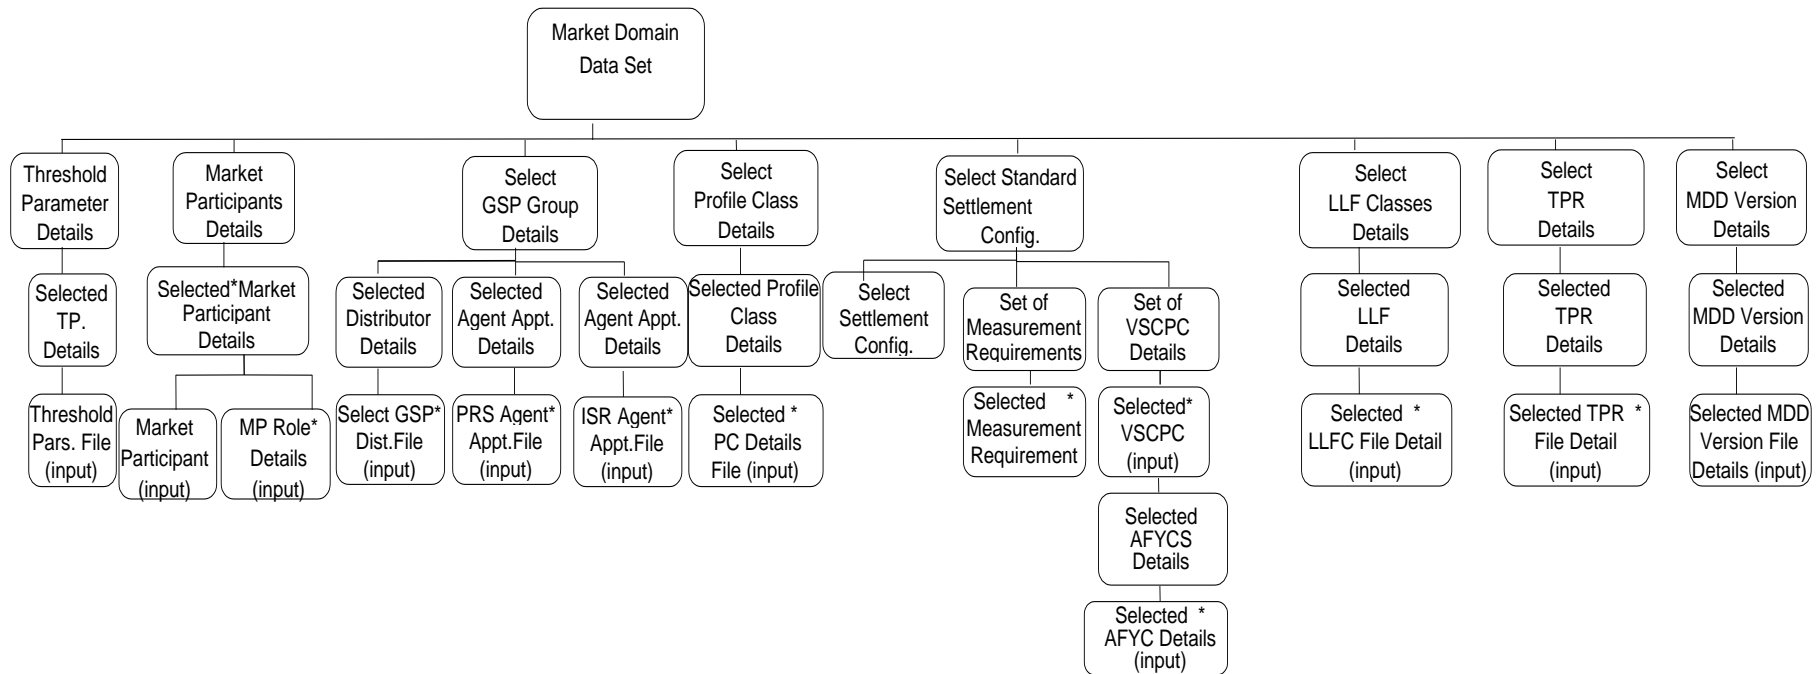 Market Domain
Data Set
Threshold
Parameter
Details
Market
Participants
Details
Select
GSP Group
Details
Select
Profile Class
Details
Select Standard
Settlement
Config.
Select
LLF Classes
Details
Select
TPR
Details
Select
MDD Version
Details
Selected
TP.
Details
Selected*Market
Participant
Details
Selected
Distributor
Details
Selected
Agent Appt.
Details
Selected
Agent Appt.
Details
Selected Profile
Class
Details
Select
Settlement
Config.
Set of
Measurement
Requirements
Set of
VSCPC
Details
Selected
LLF
Details
Selected
TPR
Details
Selected
MDD Version
Details
Threshold
Pars. File
(input)
Market
Participant
(input)
MP Role*
Details
(input)
Select GSP*
Dist.File
(input)
PRS Agent*
Appt.File
(input)
ISR Agent*
Appt.File
(input)
Selected *
PC Details
File (input)
Selected *
Measurement
Requirement
Selected*
VSCPC
(input)
Selected *
LLFC File Detail
(input)
Selected TPR *
File Detail
(input)
Selected MDD
Version File
Details (input)
Selected
AFYCS
Details
Selected *
AFYC Details
(input)